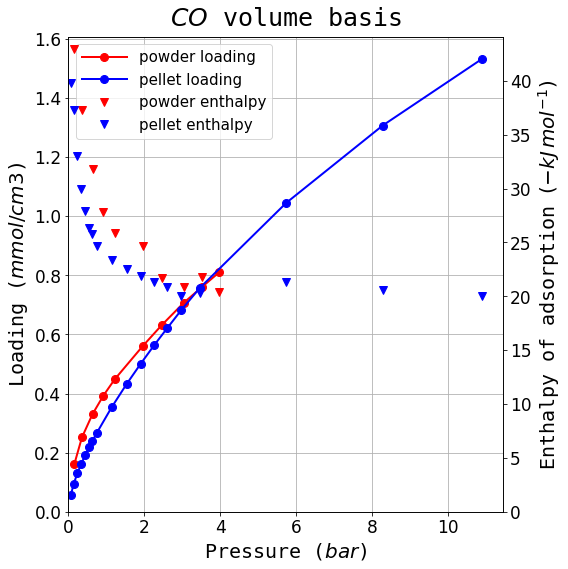 CO volume basis
powder loading
pellet loading
powder enthalpy
pellet enthalpy
Loading (mmol/cm3)
1.6
1.4
1.2
1.0
0.8
0.6
0.4
0.2
0.0
40
35
30
25
20
15
10
5
0
Enthalpy of adsorption (−kJ mol⁻¹)
0 2 4 6 8 10
Pressure (bar)